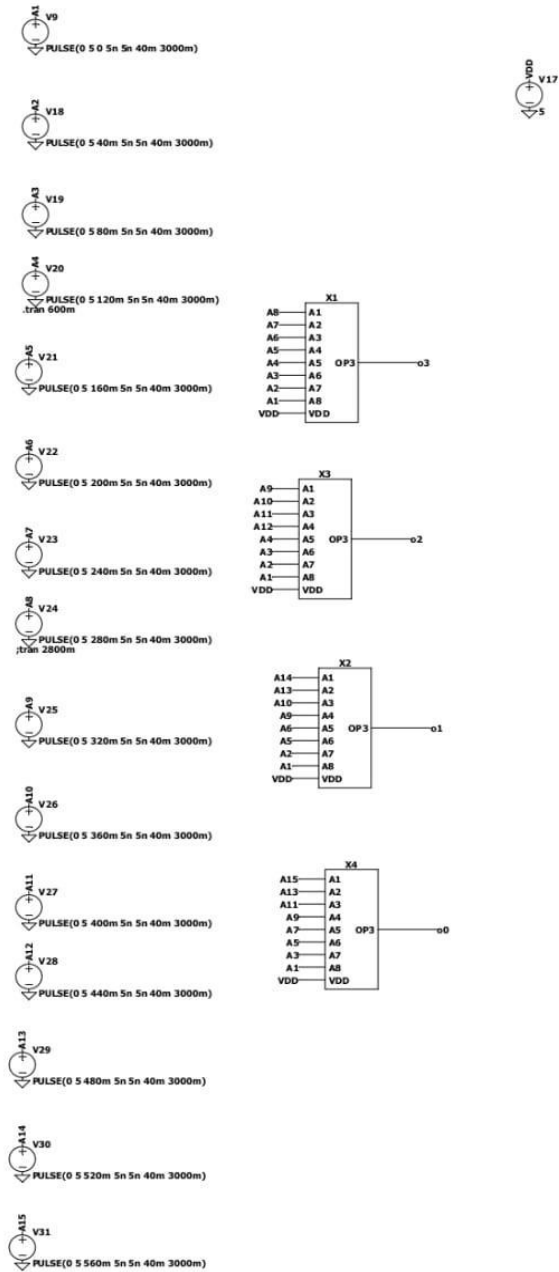 A1
V9
PULSE(0 5 0 5n 5n 40m 3000m)
VDD
V17
5
A2
V18
PULSE(0 5 40m 5n 5n 40m 3000m)
A3
V19
PULSE(0 5 80m 5n 5n 40m 3000m)
A4
V20
PULSE(0 5 120m 5n 5n 40m 3000m)
.tran 600m
A5
V21
PULSE(0 5 160m 5n 5n 40m 3000m)
A6
V22
PULSE(0 5 200m 5n 5n 40m 3000m)
A7
V23
PULSE(0 5 240m 5n 5n 40m 3000m)
A8
V24
PULSE(0 5 280m 5n 5n 40m 3000m)
;tran 2800m
A9
V25
PULSE(0 5 320m 5n 5n 40m 3000m)
A10
V26
PULSE(0 5 360m 5n 5n 40m 3000m)
A11
V27
PULSE(0 5 400m 5n 5n 40m 3000m)
A12
V28
PULSE(0 5 440m 5n 5n 40m 3000m)
A13
V29
PULSE(0 5 480m 5n 5n 40m 3000m)
A14
V30
PULSE(0 5 520m 5n 5n 40m 3000m)
A15
V31
PULSE(0 5 560m 5n 5n 40m 3000m)
X1
A8 A1
A7 A2
A6 A3
A5 A4
A4 A5 OP3 o3
A3 A6
A2 A7
A1 A8
VDD VDD
X3
A9 A1
A10 A2
A11 A3
A12 A4
A4 A5 OP3 o2
A3 A6
A2 A7
A1 A8
VDD VDD
X2
A14 A1
A13 A2
A10 A3
A9 A4
A6 A5 OP3 o1
A5 A6
A2 A7
A1 A8
VDD VDD
X4
A15 A1
A13 A2
A11 A3
A9 A4
A7 A5 OP3 o0
A5 A6
A3 A7
A1 A8
VDD VDD